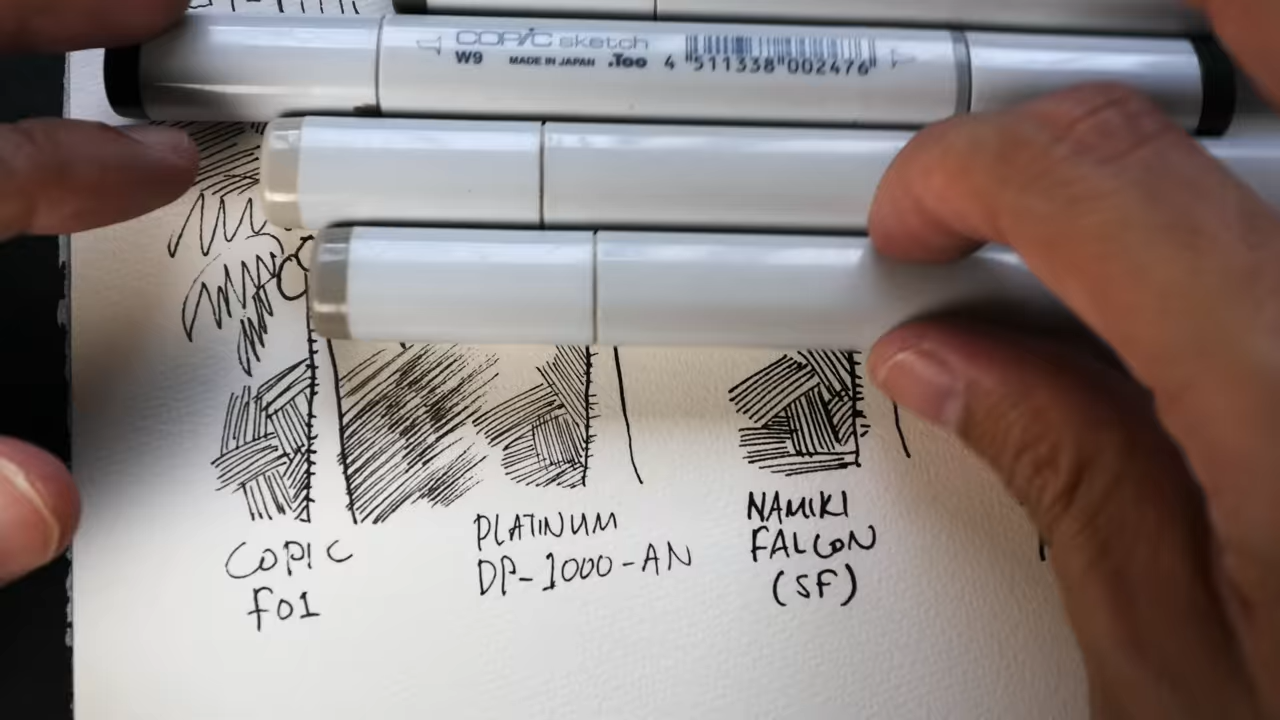 COPIC sketch
W9 MADE IN JAPAN .Too 4 511338 002476
COPIC
F01
PLATINUM
DP-1000-AN
NAMIKI
FALCON
(SF)